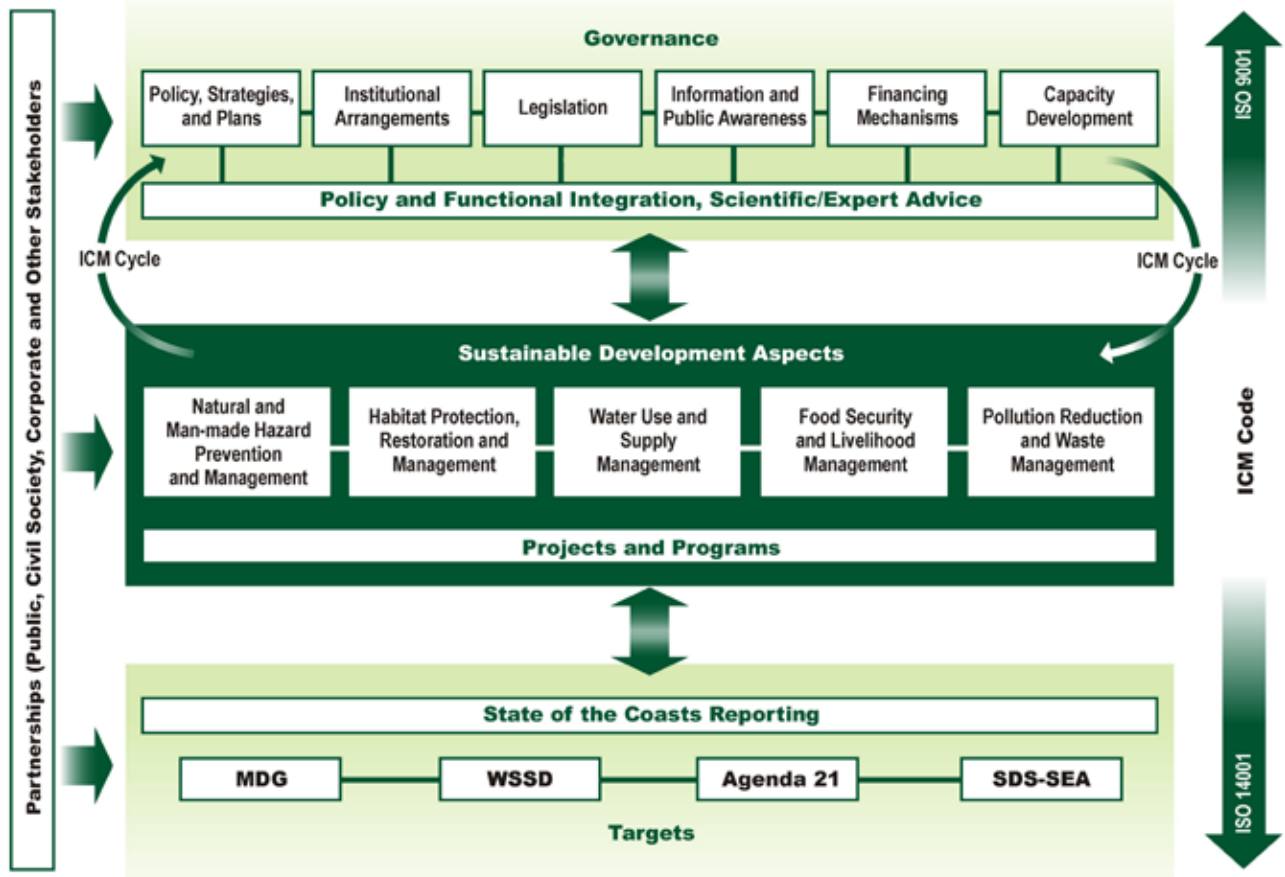 Partnerships (Public, Civil Society, Corporate and Other Stakeholders
Governance
Policy, Strategies,
and Plans
Institutional
Arrangements
Legislation
Information and
Public Awareness
Financing
Mechanisms
Capacity
Development
Policy and Functional Integration, Scientific/Expert Advice
ICM Cycle
ICM Cycle
Sustainable Development Aspects
Natural and
Man-made Hazard
Prevention
and Management
Habitat Protection,
Restoration and
Management
Water Use and
Supply
Management
Food Security
and Livelihood
Management
Pollution Reduction
and Waste
Management
Projects and Programs
State of the Coasts Reporting
MDG
WSSD
Agenda 21
SDS-SEA
Targets
ISO 9001
ICM Code
ISO 14001